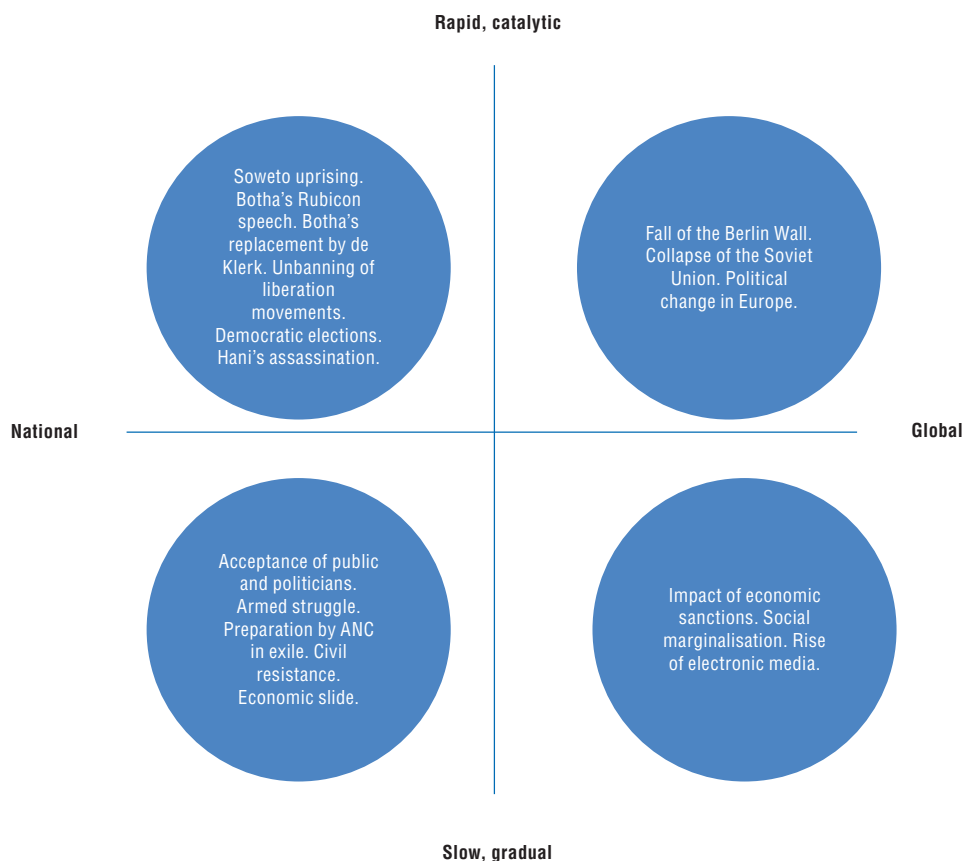 Rapid, catalytic
Soweto uprising.
Botha's Rubicon
speech. Botha's
replacement by de
Klerk. Unbanning of
liberation
movements.
Democratic elections.
Hani's assassination.
Fall of the Berlin Wall.
Collapse of the Soviet
Union. Political
change in Europe.
National
Global
Acceptance of public
and politicians.
Armed struggle.
Preparation by ANC
in exile. Civil
resistance.
Economic slide.
Impact of economic
sanctions. Social
marginalisation. Rise
of electronic media.
Slow, gradual